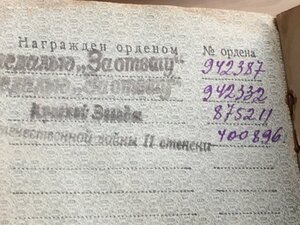 Награжден орденом № ордена
медалью „За отвагу" 942387
медалью „За отвагу" 942332
Красной Звезды 875211
Отечественной войны II степени 400896